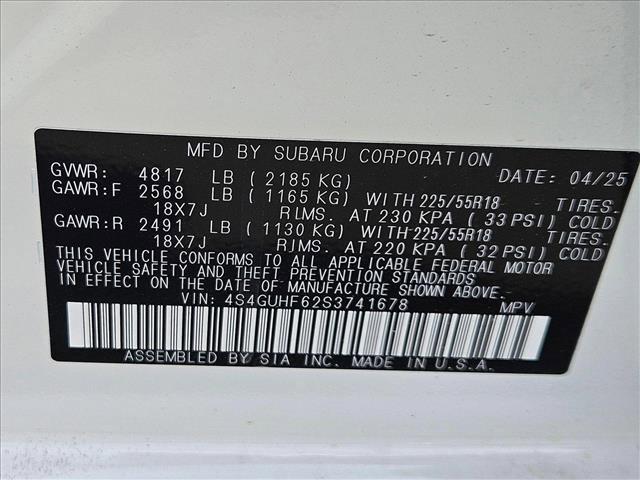 MFD BY SUBARU CORPORATION DATE: 04/25
GVWR: 4817 LB (2185 KG)
GAWR:F 2568 LB (1165 KG) WITH 225/55R18 TIRES.
18X7J RIMS. AT 230 KPA (33 PSI) COLD
GAWR:R 2491 LB (1130 KG) WITH 225/55R18 TIRES.
18X7J RIMS. AT 220 KPA (32 PSI) COLD
THIS VEHICLE CONFORMS TO ALL APPLICABLE FEDERAL MOTOR
VEHICLE SAFETY AND THEFT PREVENTION STANDARDS
IN EFFECT ON THE DATE OF MANUFACTURE SHOWN ABOVE.
VIN: 4S4GUHF62S3741678 MPV
ASSEMBLED BY SIA INC. MADE IN U.S.A.